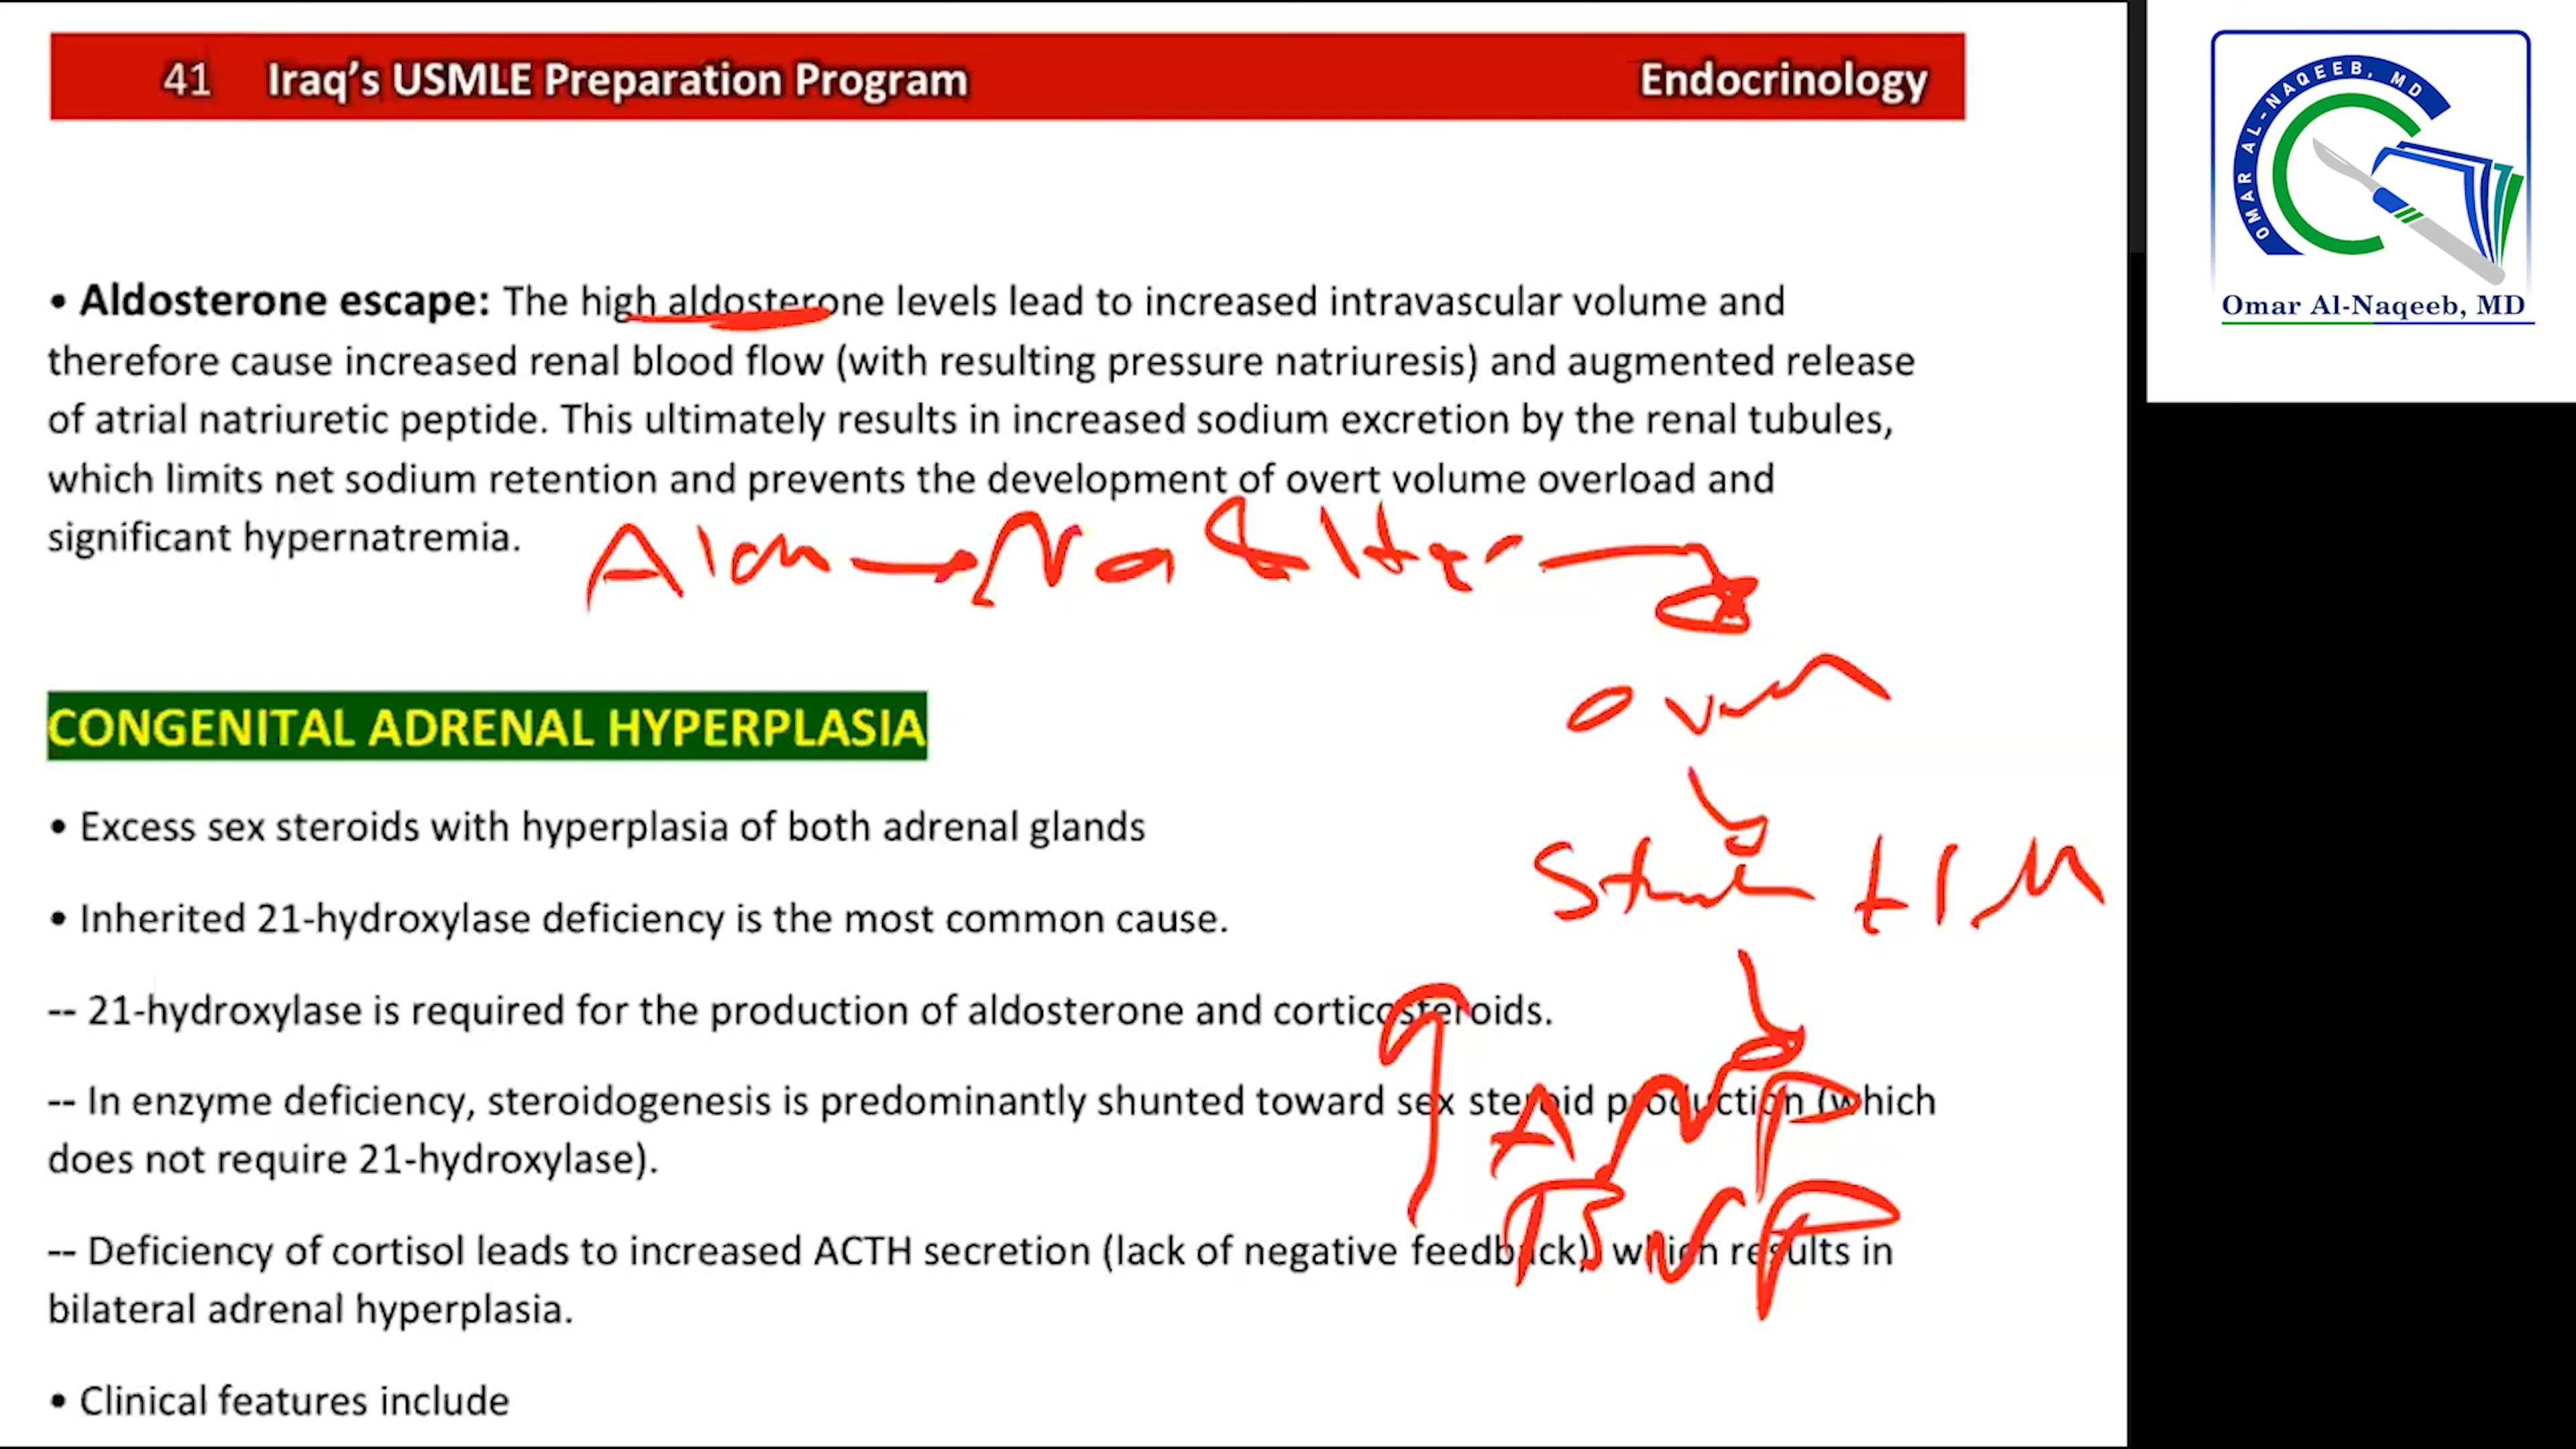 41 Iraq's USMLE Preparation Program Endocrinology
OMAR AL-NAQEEB, MD
Omar Al-Naqeeb, MD
• Aldosterone escape: The high aldosterone levels lead to increased intravascular volume and
therefore cause increased renal blood flow (with resulting pressure natriuresis) and augmented release
of atrial natriuretic peptide. This ultimately results in increased sodium excretion by the renal tubules,
which limits net sodium retention and prevents the development of overt volume overload and
significant hypernatremia.
Na
CONGENITAL ADRENAL HYPERPLASIA
• Excess sex steroids with hyperplasia of both adrenal glands
• Inherited 21-hydroxylase deficiency is the most common cause.
-- 21-hydroxylase is required for the production of aldosterone and corticosteroids.
-- In enzyme deficiency, steroidogenesis is predominantly shunted toward sex steroid production (which
does not require 21-hydroxylase).
ANP
BNP
-- Deficiency of cortisol leads to increased ACTH secretion (lack of negative feedback), which results in
bilateral adrenal hyperplasia.
• Clinical features include